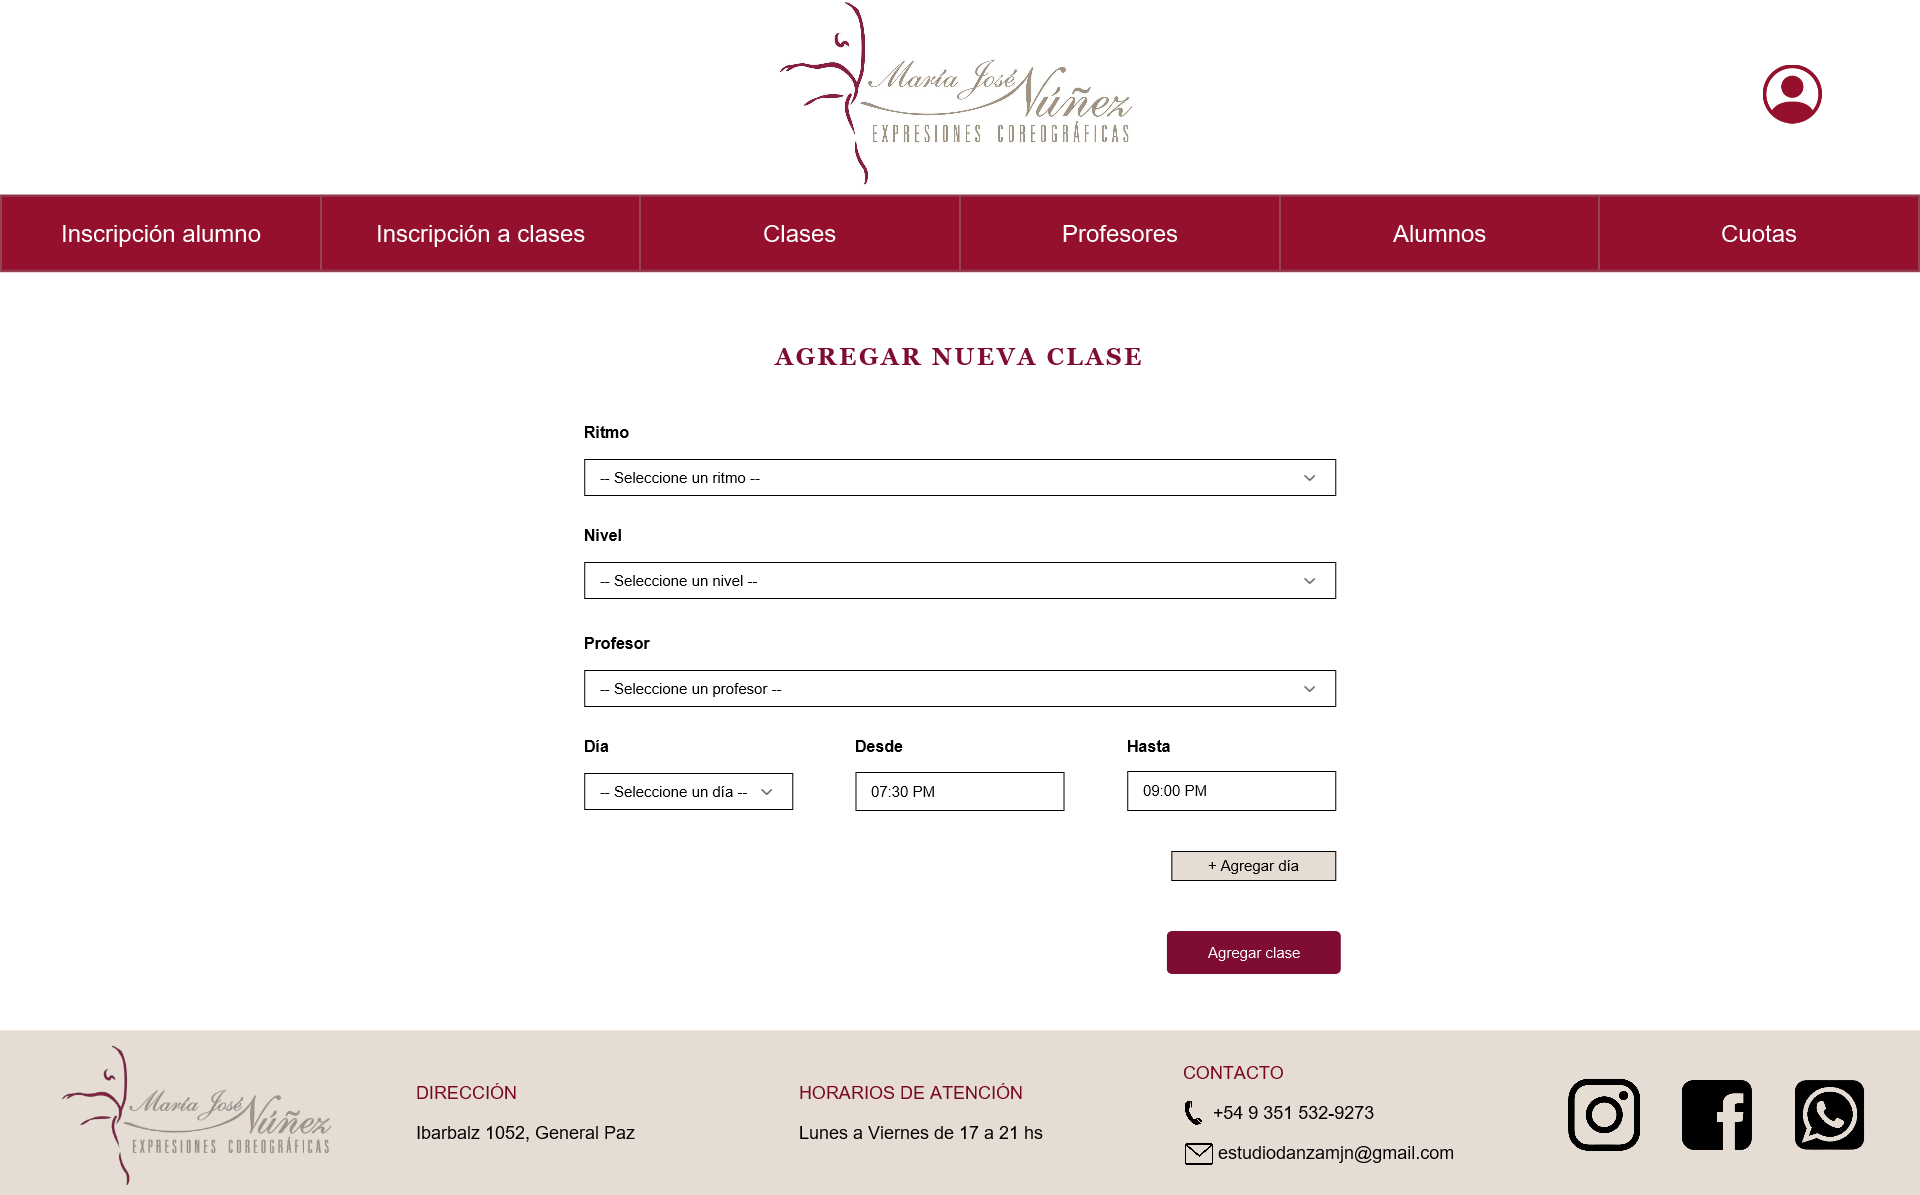 María José Núñez
EXPRESIONES COREOGRÁFICAS
Inscripción alumno
Inscripción a clases
Clases
Profesores
Alumnos
Cuotas
AGREGAR NUEVA CLASE
Ritmo
-- Seleccione un ritmo --
Nivel
-- Seleccione un nivel --
Profesor
-- Seleccione un profesor --
Día
Desde
Hasta
-- Seleccione un día --
07:30 PM
09:00 PM
+ Agregar día
Agregar clase
María José Núñez
EXPRESIONES COREOGRÁFICAS
DIRECCIÓN
Ibarbalz 1052, General Paz
HORARIOS DE ATENCIÓN
Lunes a Viernes de 17 a 21 hs
CONTACTO
+54 9 351 532-9273
estudiodanzamjn@gmail.com